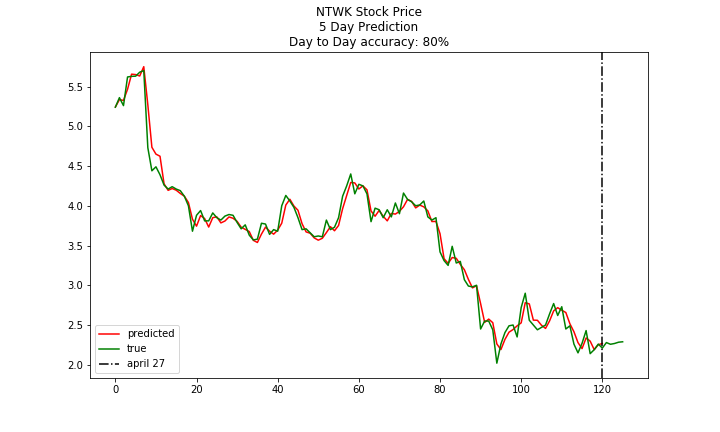 NTWK Stock Price
5 Day Prediction
Day to Day accuracy: 80%
5.5
5.0
4.5
4.0
3.5
3.0
2.5
2.0
predicted
true
april 27
0 20 40 60 80 100 120